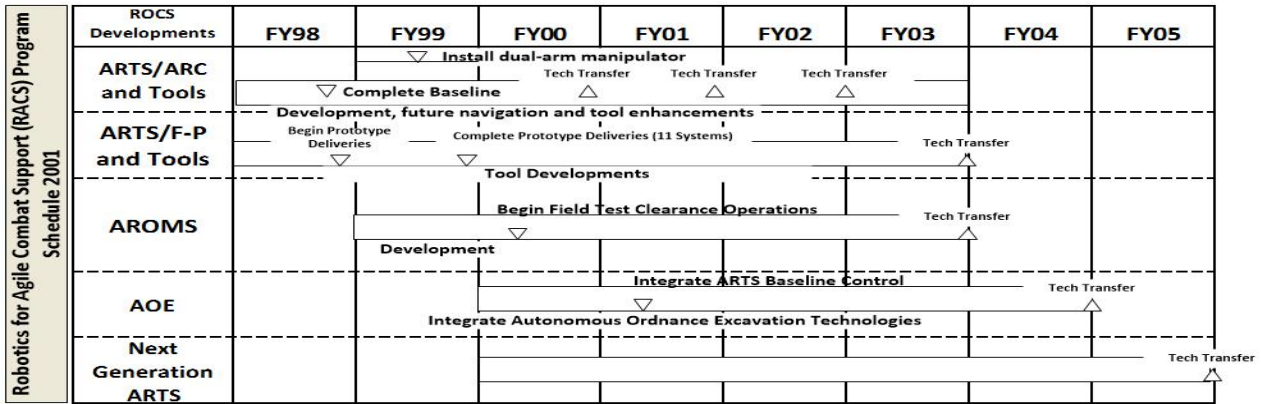 Robotics for Agile Combat Support (RACS) Program
Schedule 2001
ROCS
Developments
FY98
FY99
FY00
FY01
FY02
FY03
FY04
FY05
ARTS/ARC
and Tools
Install dual-arm manipulator
Tech Transfer
Tech Transfer
Tech Transfer
Complete Baseline
Development, future navigation and tool enhancements
ARTS/F-P
and Tools
Begin Prototype
Deliveries
Complete Prototype Deliveries (11 Systems)
Tech Transfer
Tool Developments
AROMS
Begin Field Test Clearance Operations
Tech Transfer
Development
AOE
Integrate ARTS Baseline Control
Tech Transfer
Integrate Autonomous Ordnance Excavation Technologies
Next
Generation
ARTS
Tech Transfer